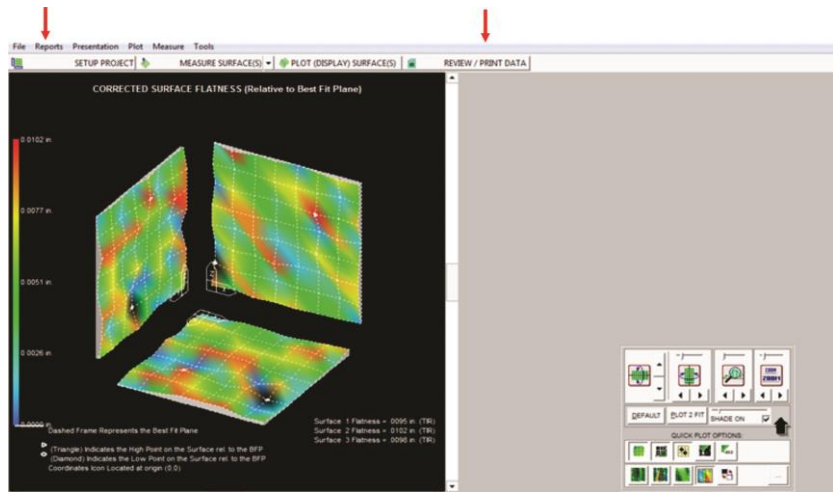 File Reports Presentation Plot Measure Tools
SETUP PROJECT MEASURE SURFACE(S) PLOT (DISPLAY) SURFACE(S) REVIEW / PRINT DATA
CORRECTED SURFACE FLATNESS (Relative to Best Fit Plane)
0.0102 in.
0.0077 in.
0.0051 in.
0.0026 in.
0.0000 in.
Dashed Frame Represents the Best Fit Plane
(Triangle) Indicates the High Point on the Surface rel. to the BFP
(Diamond) Indicates the Low Point on the Surface rel. to the BFP
Coordinates Icon Located at origin (0.0)
Surface 1 Flatness = .0095 in. (TIR)
Surface 2 Flatness = .0102 in. (TIR)
Surface 3 Flatness = .0098 in. (TIR)
ZOOM
DEFAULT PLOT 2 FIT SHADE ON
QUICK PLOT OPTIONS:
...